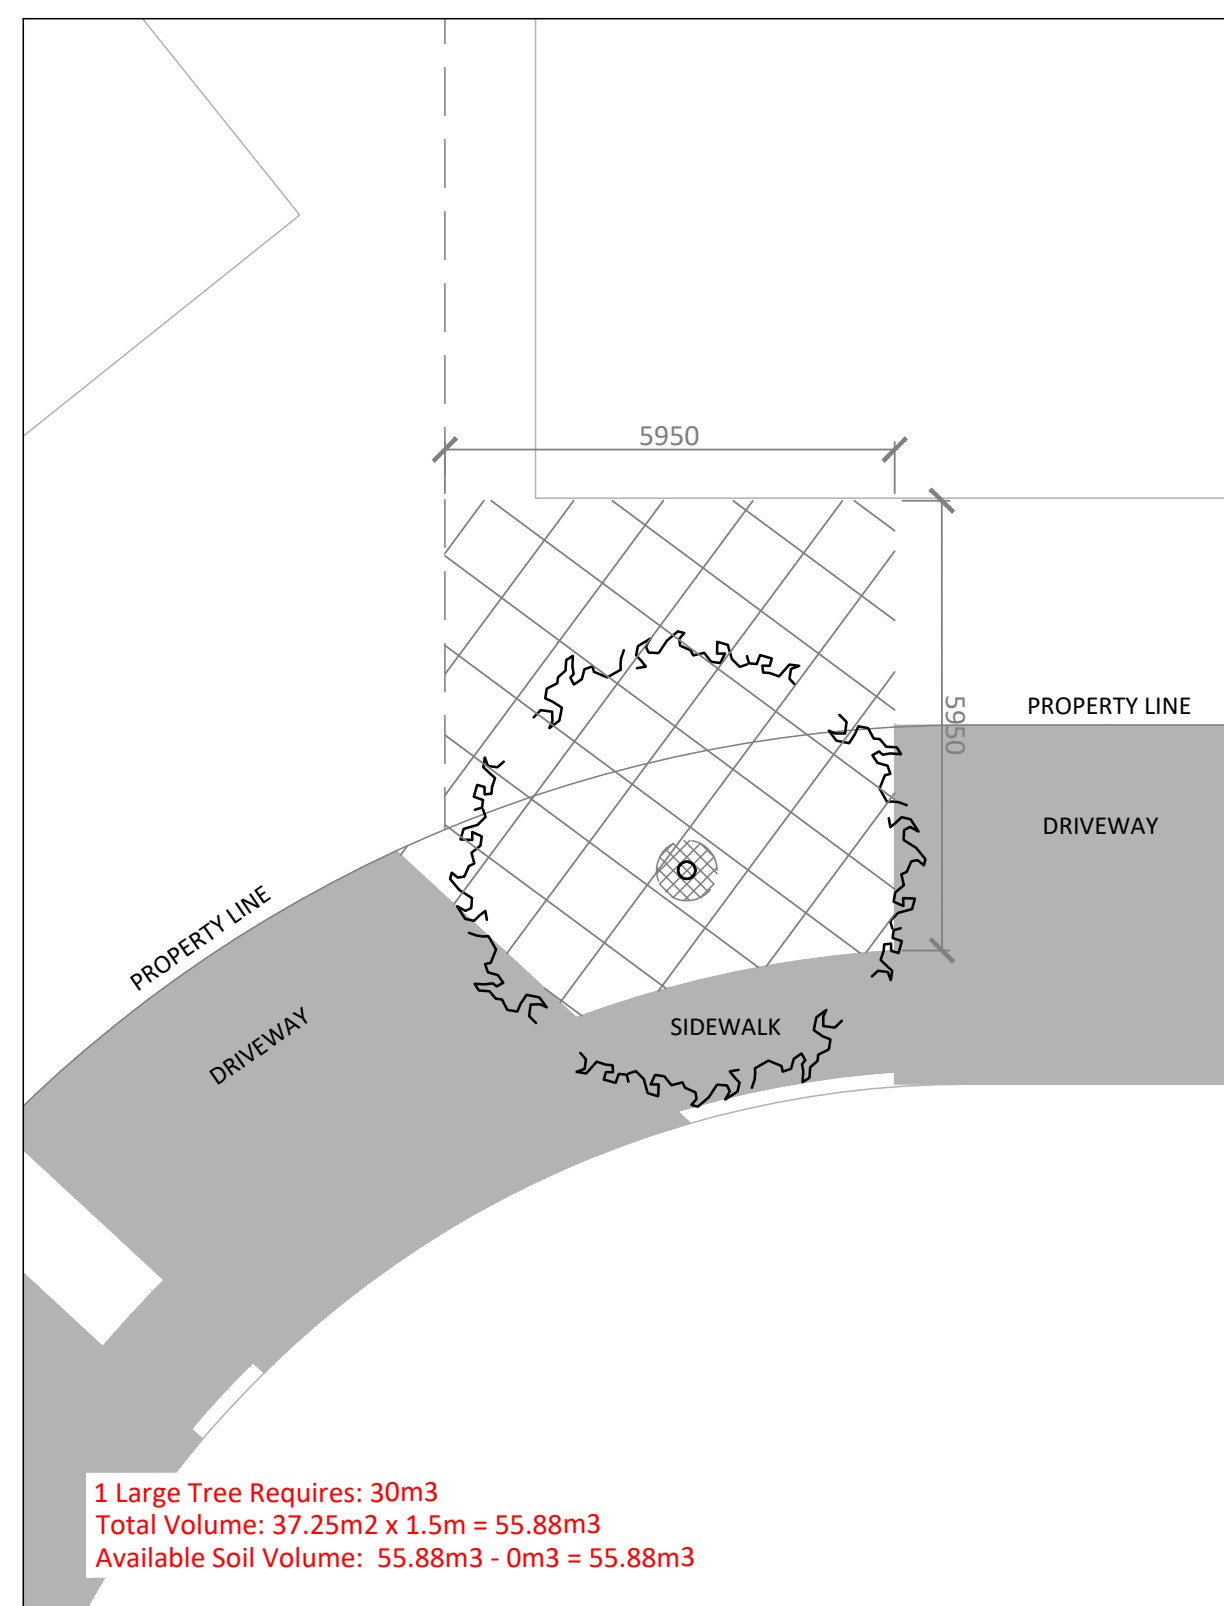 5950
5950
PROPERTY LINE
DRIVEWAY
PROPERTY LINE
DRIVEWAY
SIDEWALK
1 Large Tree Requires: 30m3
Total Volume: 37.25m2 x 1.5m = 55.88m3
Available Soil Volume:  55.88m3 - 0m3 = 55.88m3